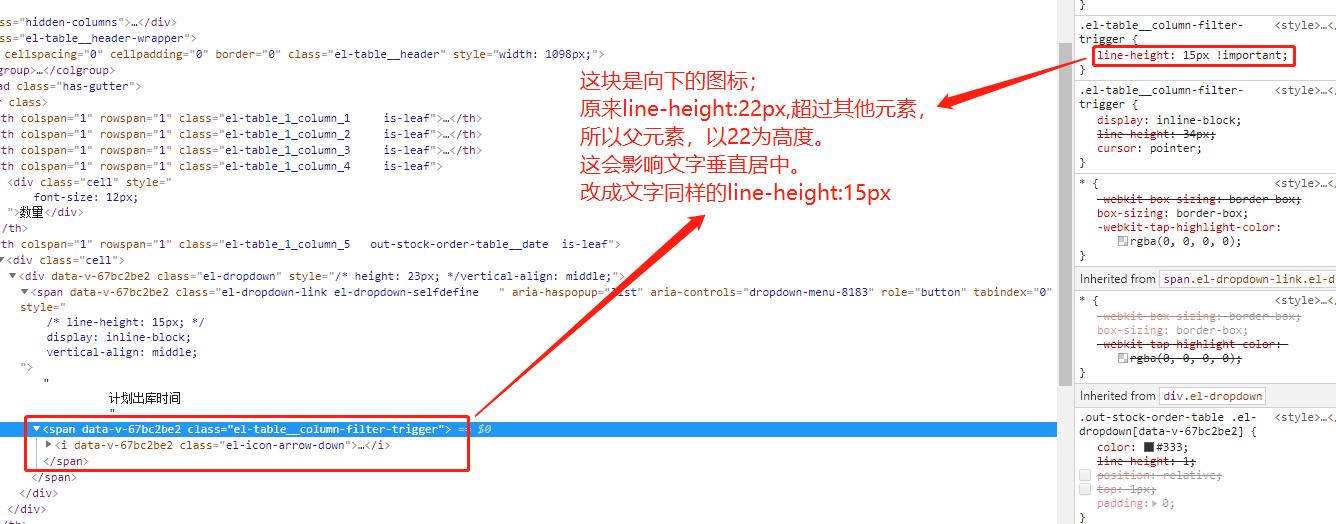 ss="hidden-columns">…</div>
ass="el-table__header-wrapper">
cellspacing="0" cellpadding="0" border="0" class="el-table__header" style="width: 1098px;">
group>…</colgroup>
ad class="has-gutter">
r class>
th colspan="1" rowspan="1" class="el-table_1_column_1     is-leaf">…</th>
th colspan="1" rowspan="1" class="el-table_1_column_2     is-leaf">…</th>
th colspan="1" rowspan="1" class="el-table_1_column_3     is-leaf">…</th>
th colspan="1" rowspan="1" class="el-table_1_column_4     is-leaf">
<div class="cell" style="
font-size: 12px;
">数量</div>
</th>
th colspan="1" rowspan="1" class="el-table_1_column_5   out-stock-order-table__date  is-leaf">
▼<div class="cell">
▼<div data-v-67bc2be2 class="el-dropdown" style="/* height: 23px; */vertical-align: middle;">
▼<span data-v-67bc2be2 class="el-dropdown-link el-dropdown-selfdefine   " aria-haspopup="list" aria-controls="dropdown-menu-8183" role="button" tabindex="0"
style="
/* line-height: 15px; */
display: inline-block;
vertical-align: middle;
">
"
计划出库时间
"
▼<span data-v-67bc2be2 class="el-table__column-filter-trigger"> == $0
▶<i data-v-67bc2be2 class="el-icon-arrow-down">…</i>
</span>
</span>
</div>
</div>
</th>
这块是向下的图标；
原来line-height:22px,超过其他元素，
所以父元素，以22为高度。
这会影响文字垂直居中。
改成文字同样的line-height:15px
}
.el-table__column-filter- <style>…</
trigger {
line-height: 15px !important;
}
.el-table__column-filter- <style>…</
trigger {
display: inline-block;
line-height: 34px;
cursor: pointer;
}
* { <style>…</
-webkit-box-sizing: border-box;
box-sizing: border-box;
-webkit-tap-highlight-color:
rgba(0, 0, 0, 0);
}
Inherited from span.el-dropdown-link.el-d
* { <style>…</
-webkit-box-sizing: border-box;
box-sizing: border-box;
-webkit-tap-highlight-color:
rgba(0, 0, 0, 0);
}
Inherited from div.el-dropdown
.out-stock-order-table .el- <style>…</
dropdown[data-v-67bc2be2] {
color: #333;
line-height: 1;
position: relative;
top: 1px;
padding:▶ 0;
}